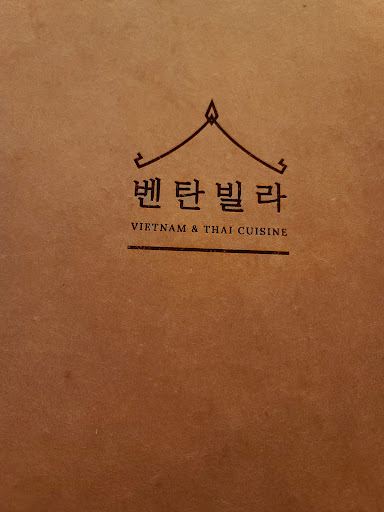 벤탄빌라
VIETNAM & THAI CUISINE